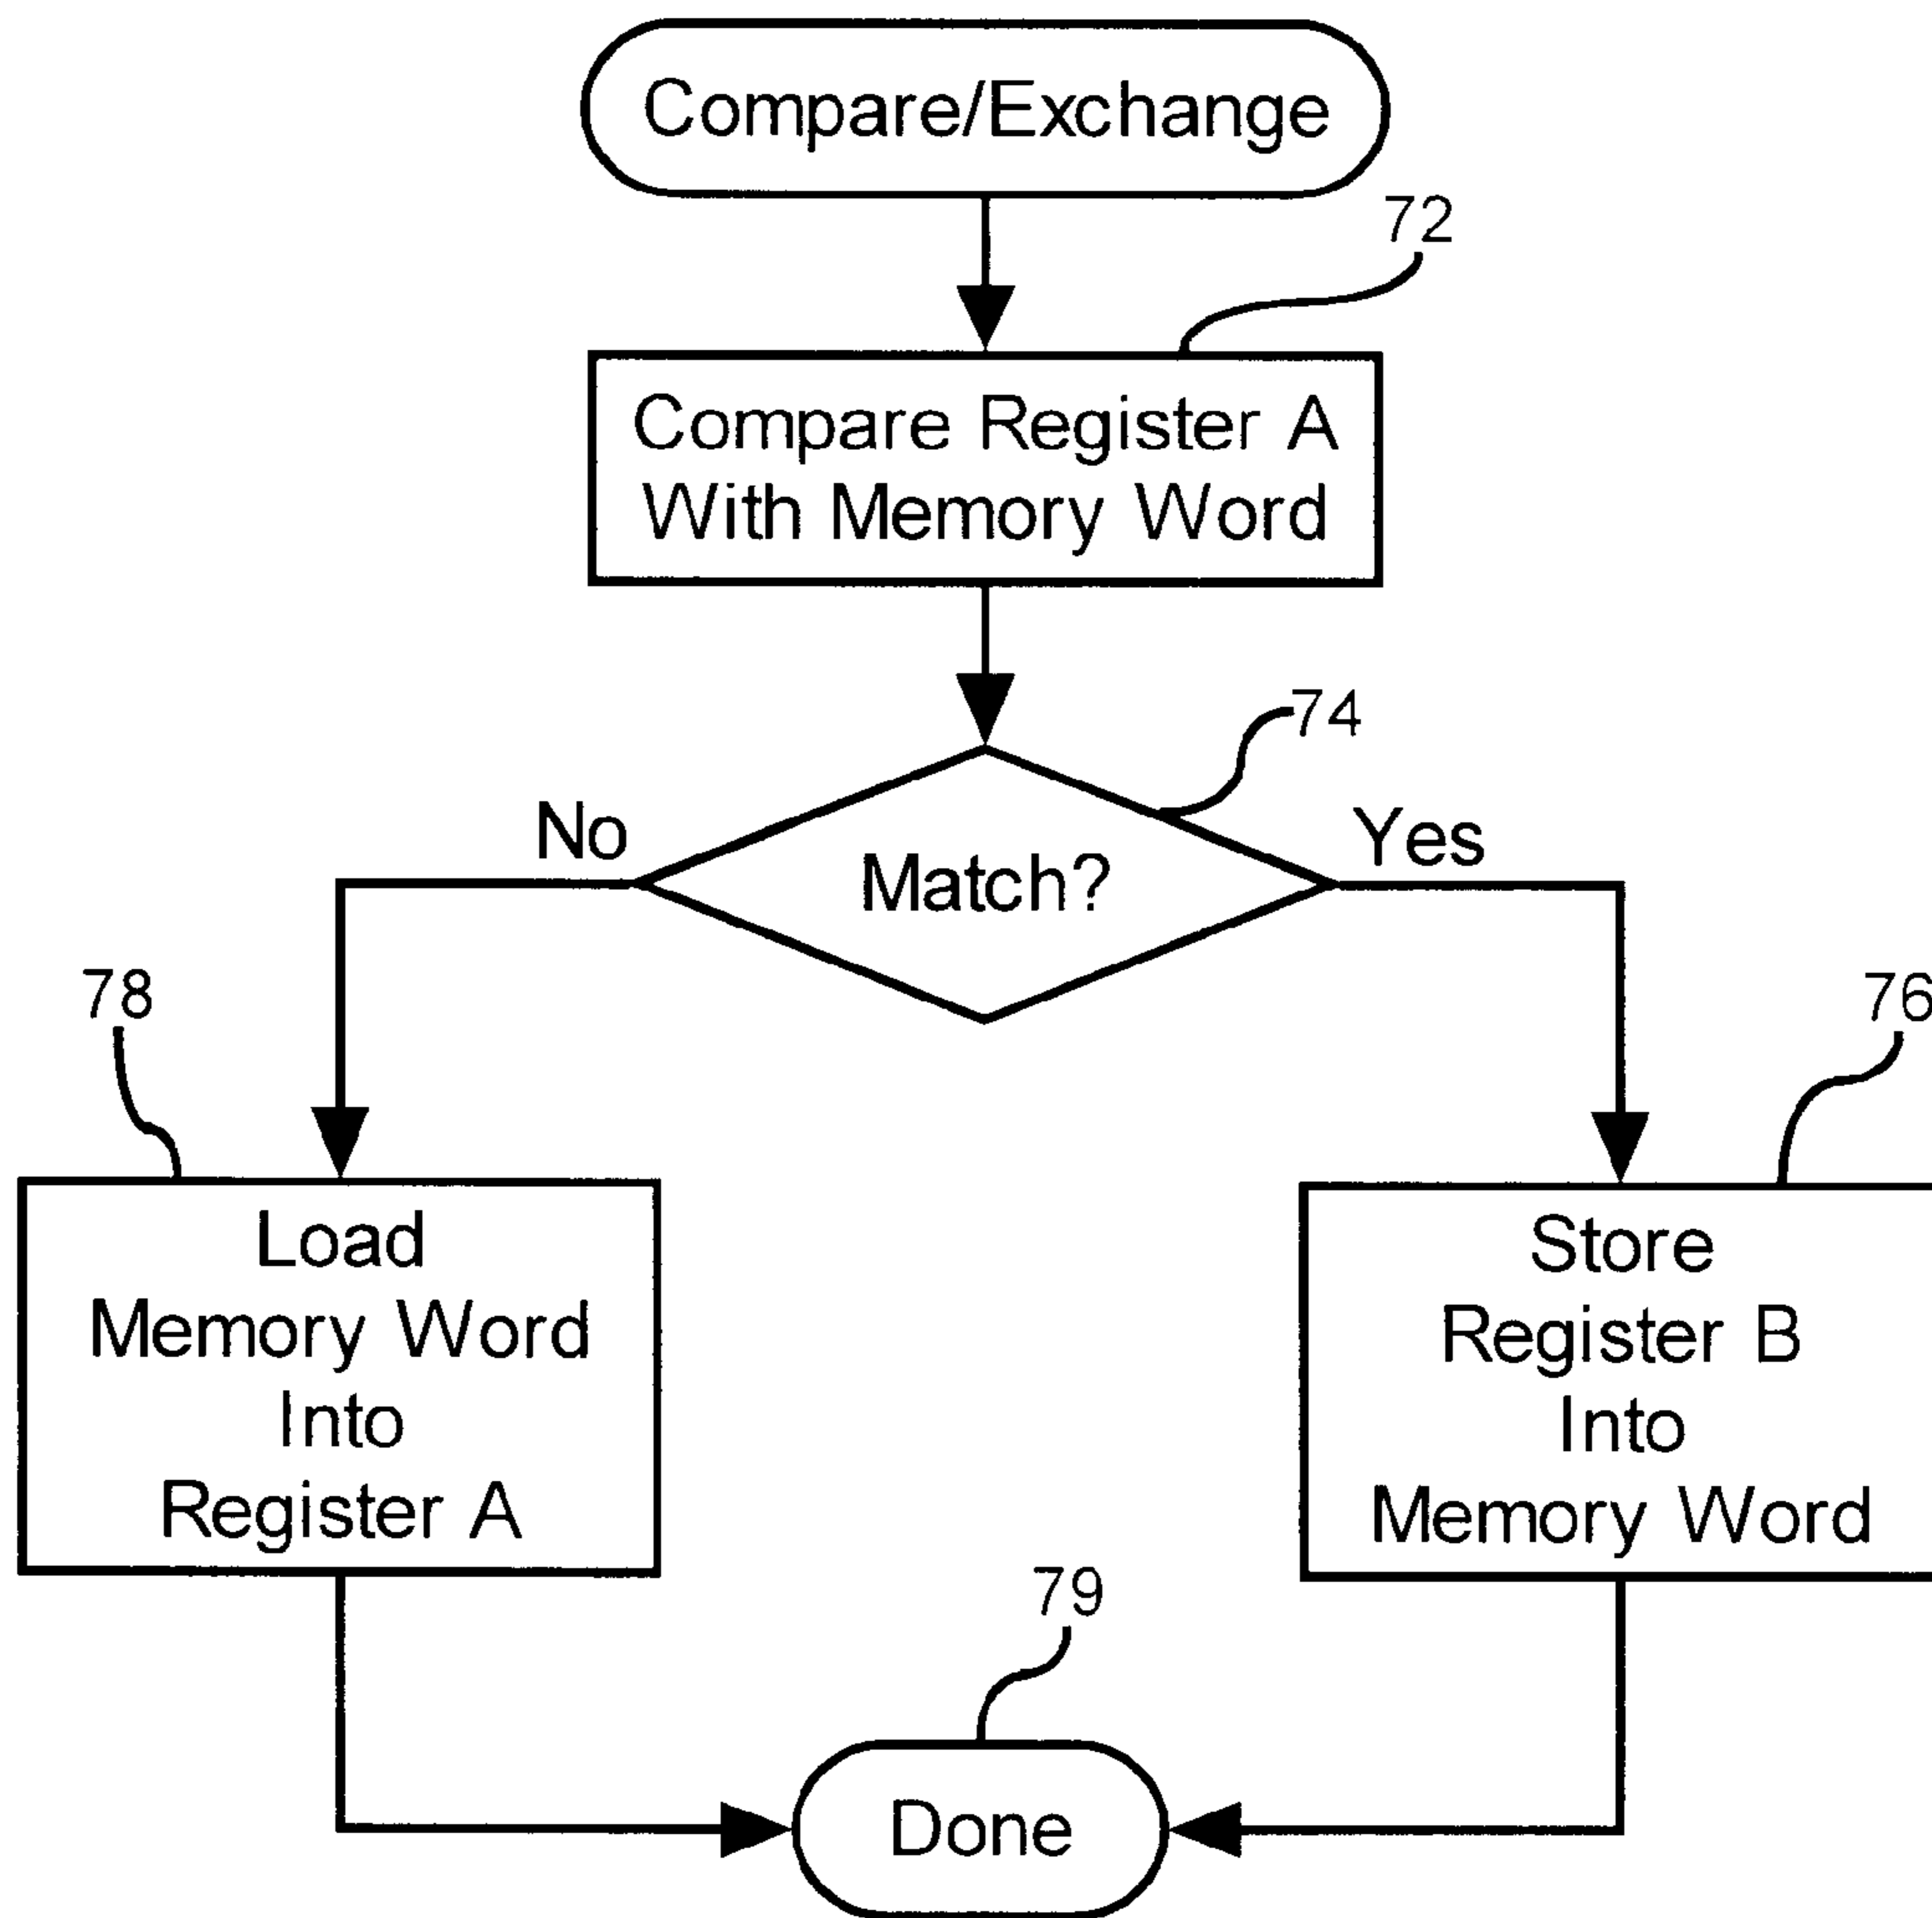 Compare/Exchange
72
Compare Register A
With Memory Word
74
No
Match?
Yes
78
76
Load
Memory Word
Into
Register A
Store
Register B
Into
Memory Word
79
Done